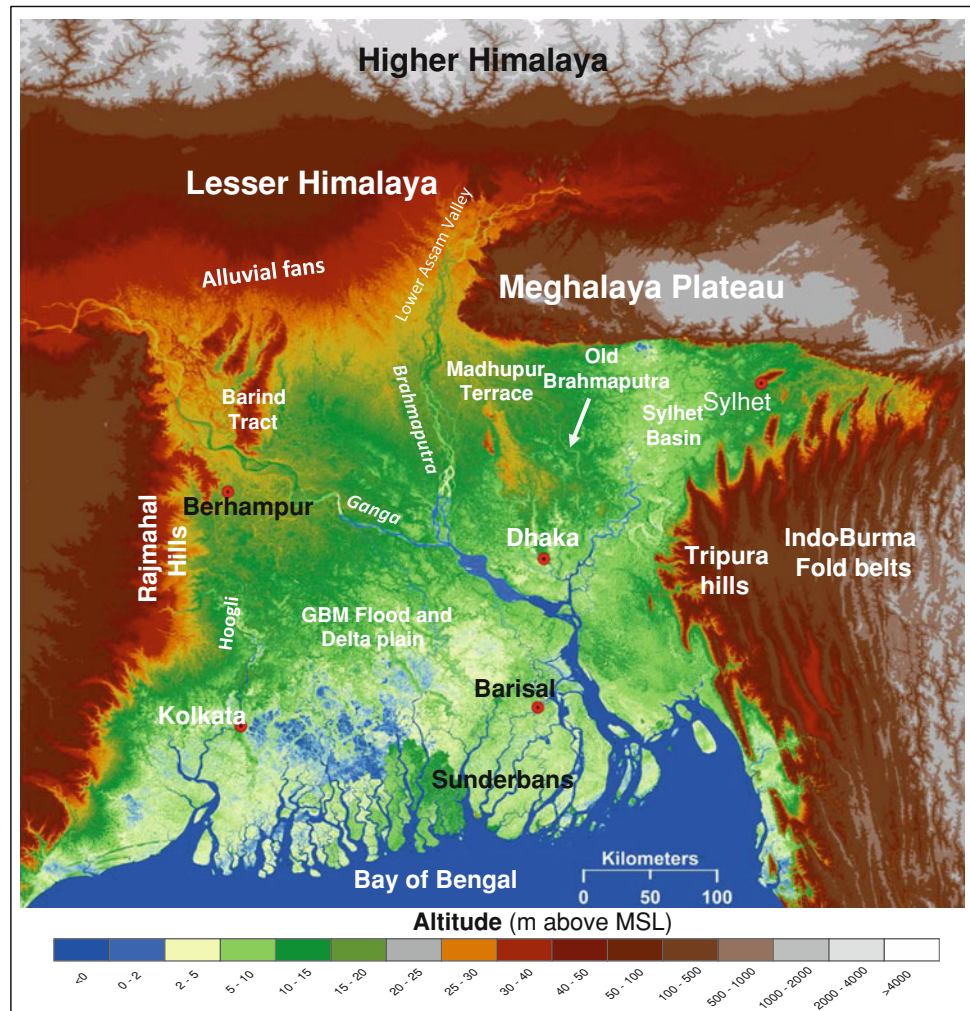 Higher Himalaya
Lesser Himalaya
Lower Assam Valley
Alluvial fans
Meghalaya Plateau
Old
Brahmaputra
Madhupur
Terrace
Brahmaputra
Barind
Tract
Sylhet
Sylhet
Basin
Berhampur
Ganga
Dhaka
Rajmahal
Hills
Tripura
hills
Indo-Burma
Fold belts
Hoogli
GBM Flood and
Delta plain
Barisal
Kolkata
Sunderbans
Kilometers
0 50 100
Bay of Bengal
Altitude (m above MSL)
<0
0 - 2
2 - 5
5 - 10
10 - 15
15 - 20
20 - 25
25 - 30
30 - 40
40 - 50
50 - 100
100 - 500
500 - 1000
1000 - 2000
2000 - 4000
>4000